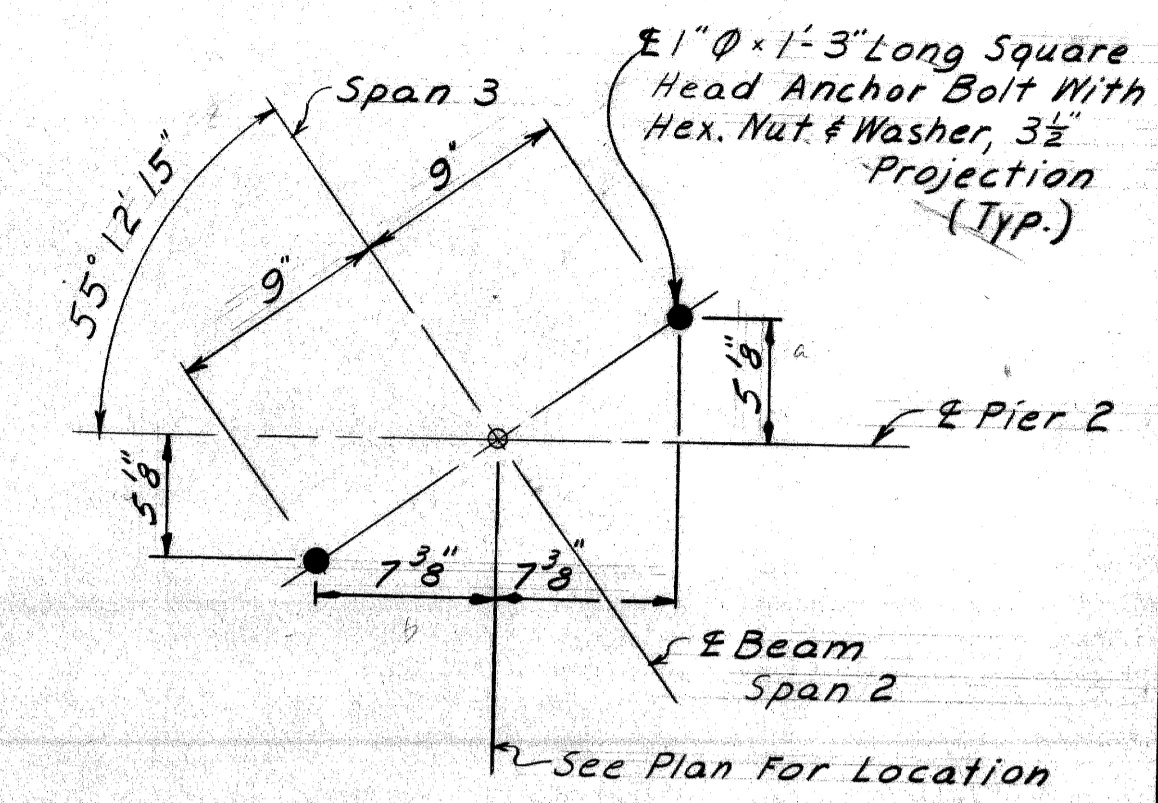 ℄ 1" Ø × 1'-3" Long Square
Head Anchor Bolt With
Hex. Nut & Washer, 3½"
Projection
(Typ.)
Span 3
9"
9"
55° 12' 15"
5⅛"
a
℄ Pier 2
5⅛"
7⅜"
7⅜"
b
℄ Beam
Span 2
See Plan For Location